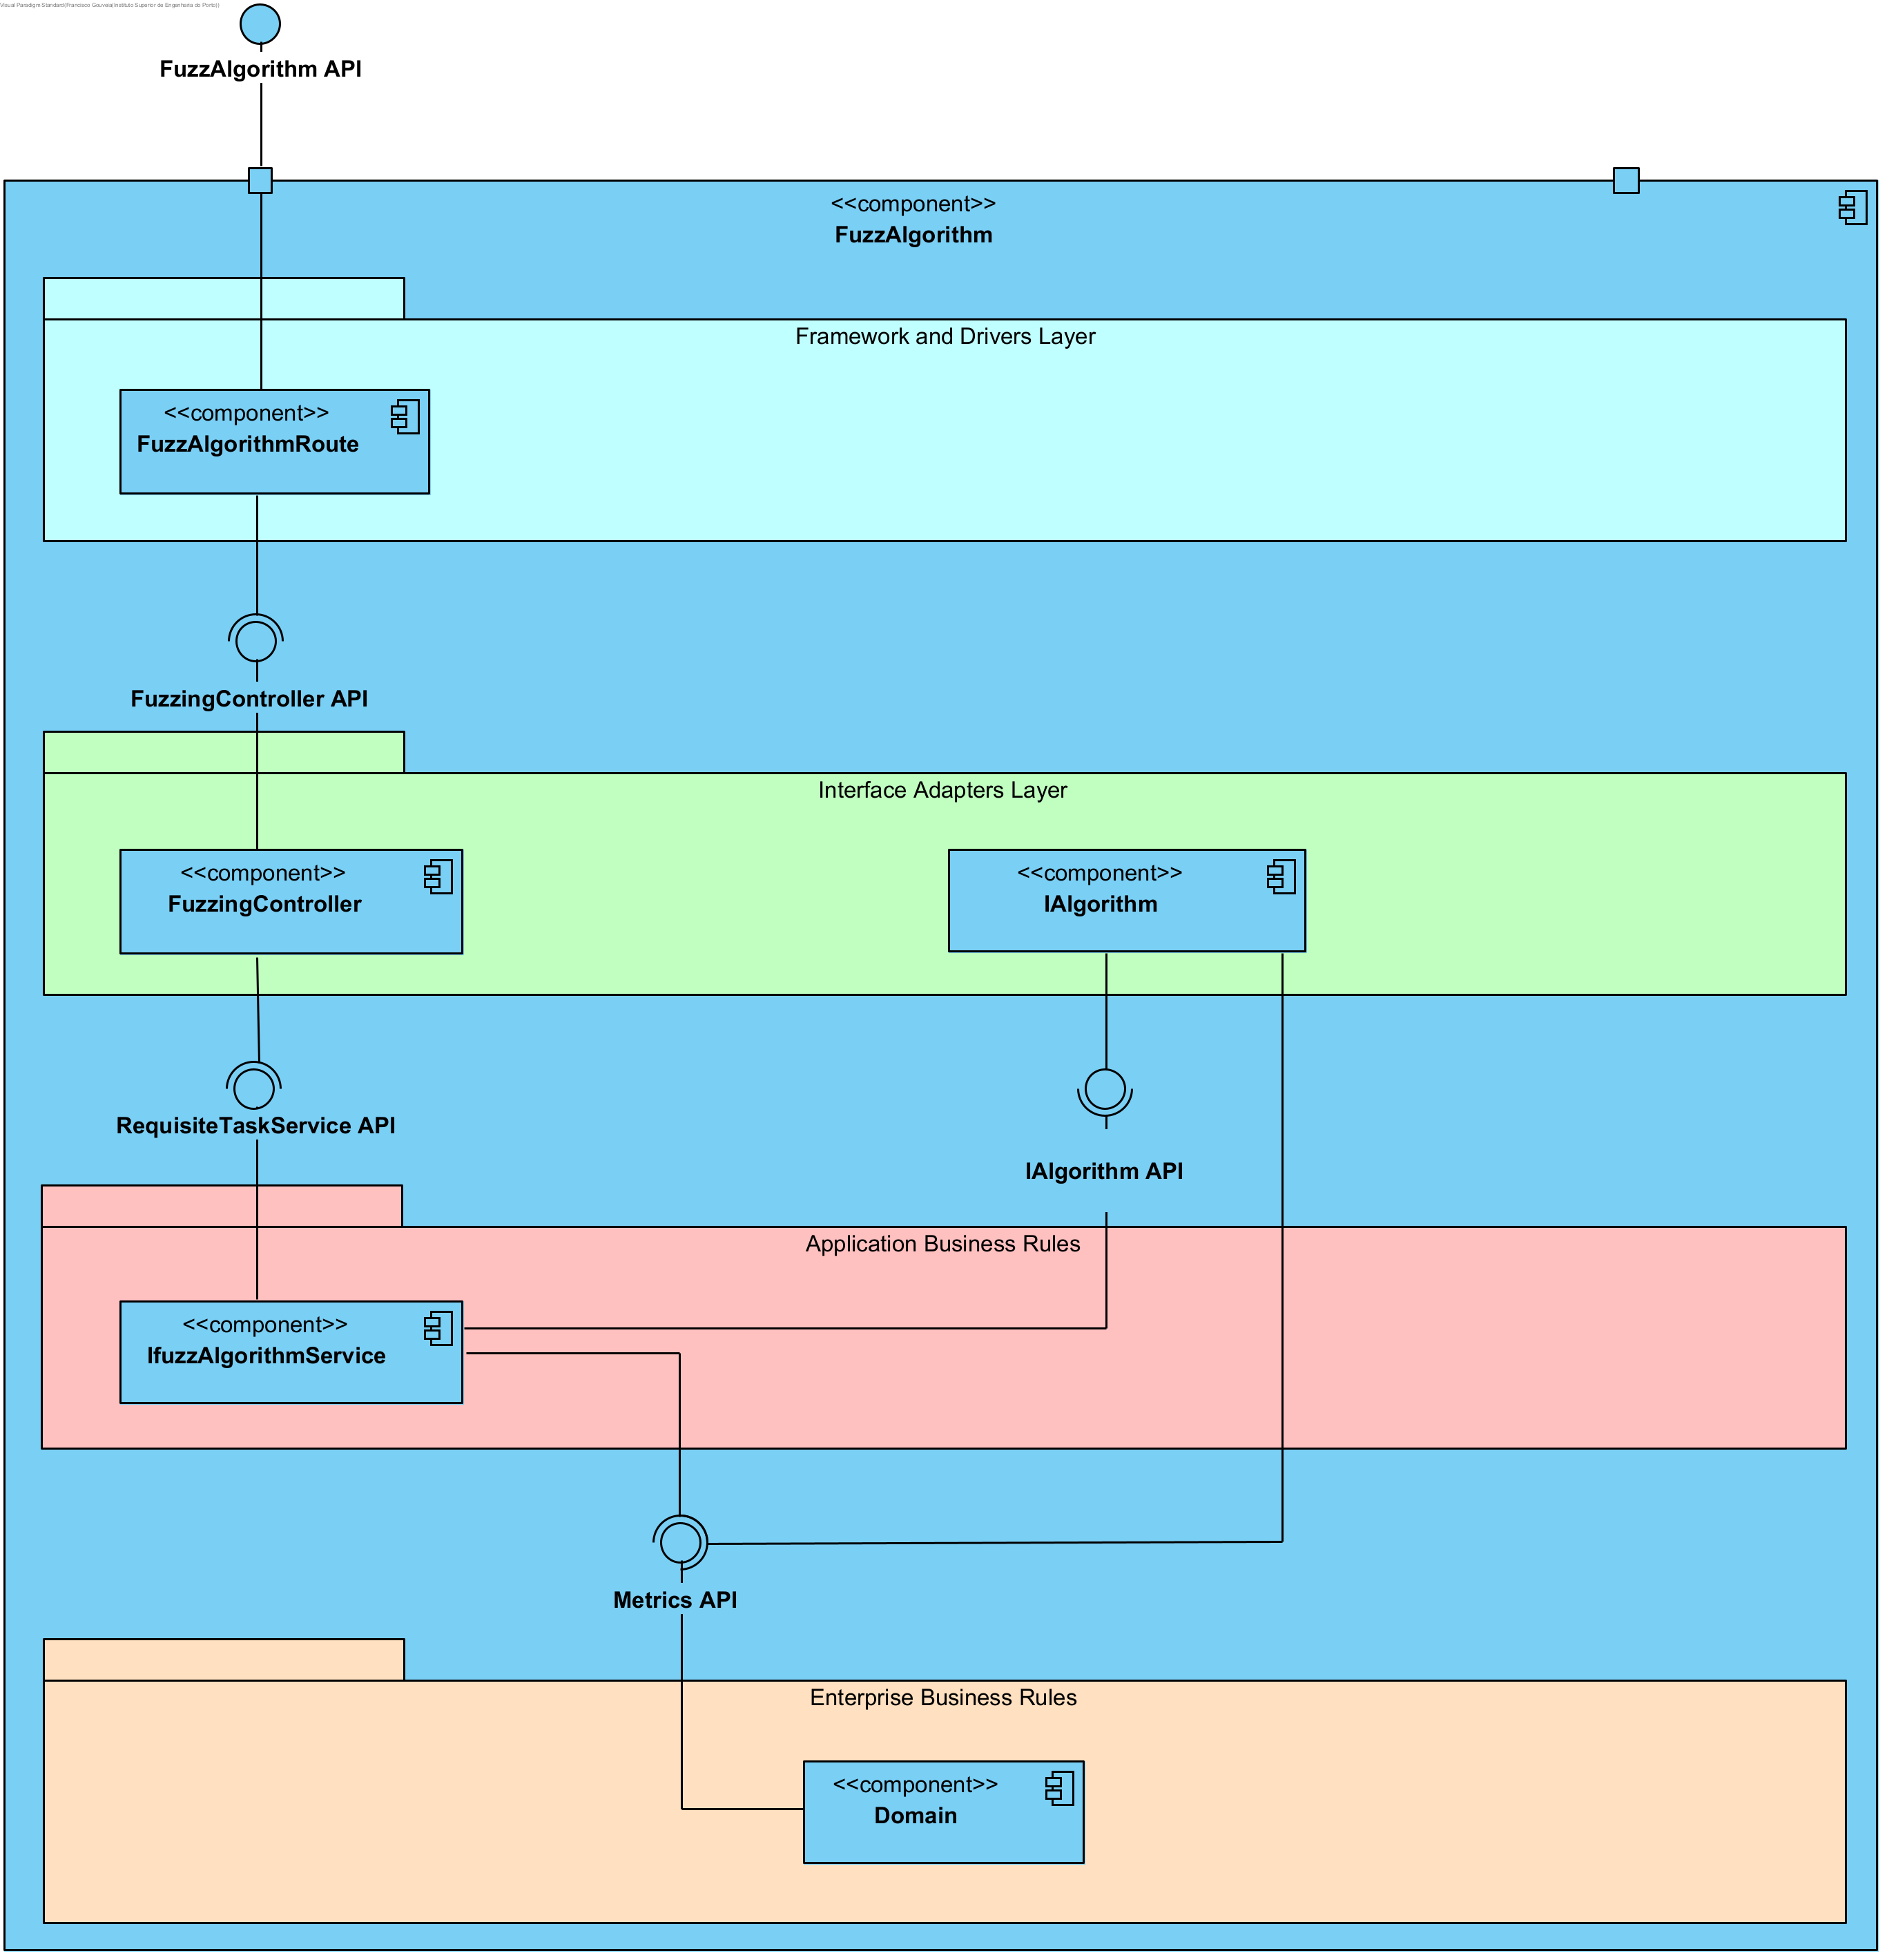 Visual Paradigm Standard(Francisco Gouveia(Instituto Superior de Engenharia do Porto))
FuzzAlgorithm API
<<component>>
FuzzAlgorithm
Framework and Drivers Layer
<<component>>
FuzzAlgorithmRoute
FuzzingController API
Interface Adapters Layer
<<component>>
FuzzingController
<<component>>
IAlgorithm
RequisiteTaskService API
IAlgorithm API
Application Business Rules
<<component>>
IfuzzAlgorithmService
Metrics API
Enterprise Business Rules
<<component>>
Domain